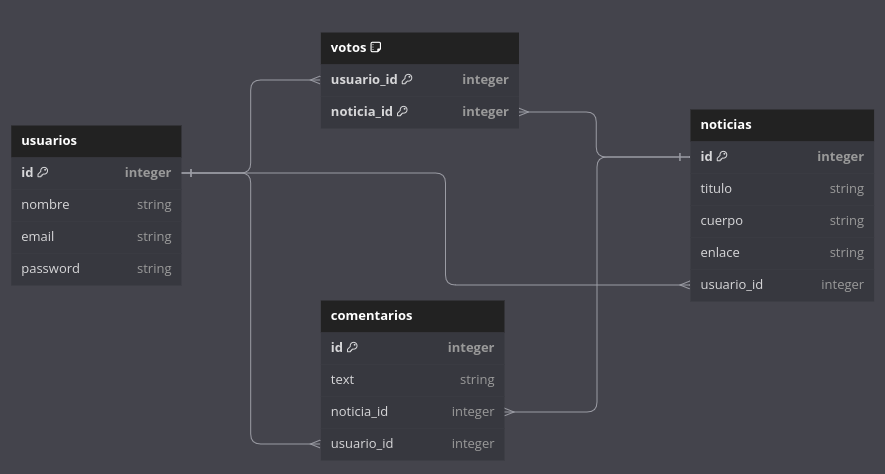 votos
usuario_id integer
noticia_id integer
usuarios
id integer
nombre string
email string
password string
noticias
id integer
titulo string
cuerpo string
enlace string
usuario_id integer
comentarios
id integer
text string
noticia_id integer
usuario_id integer